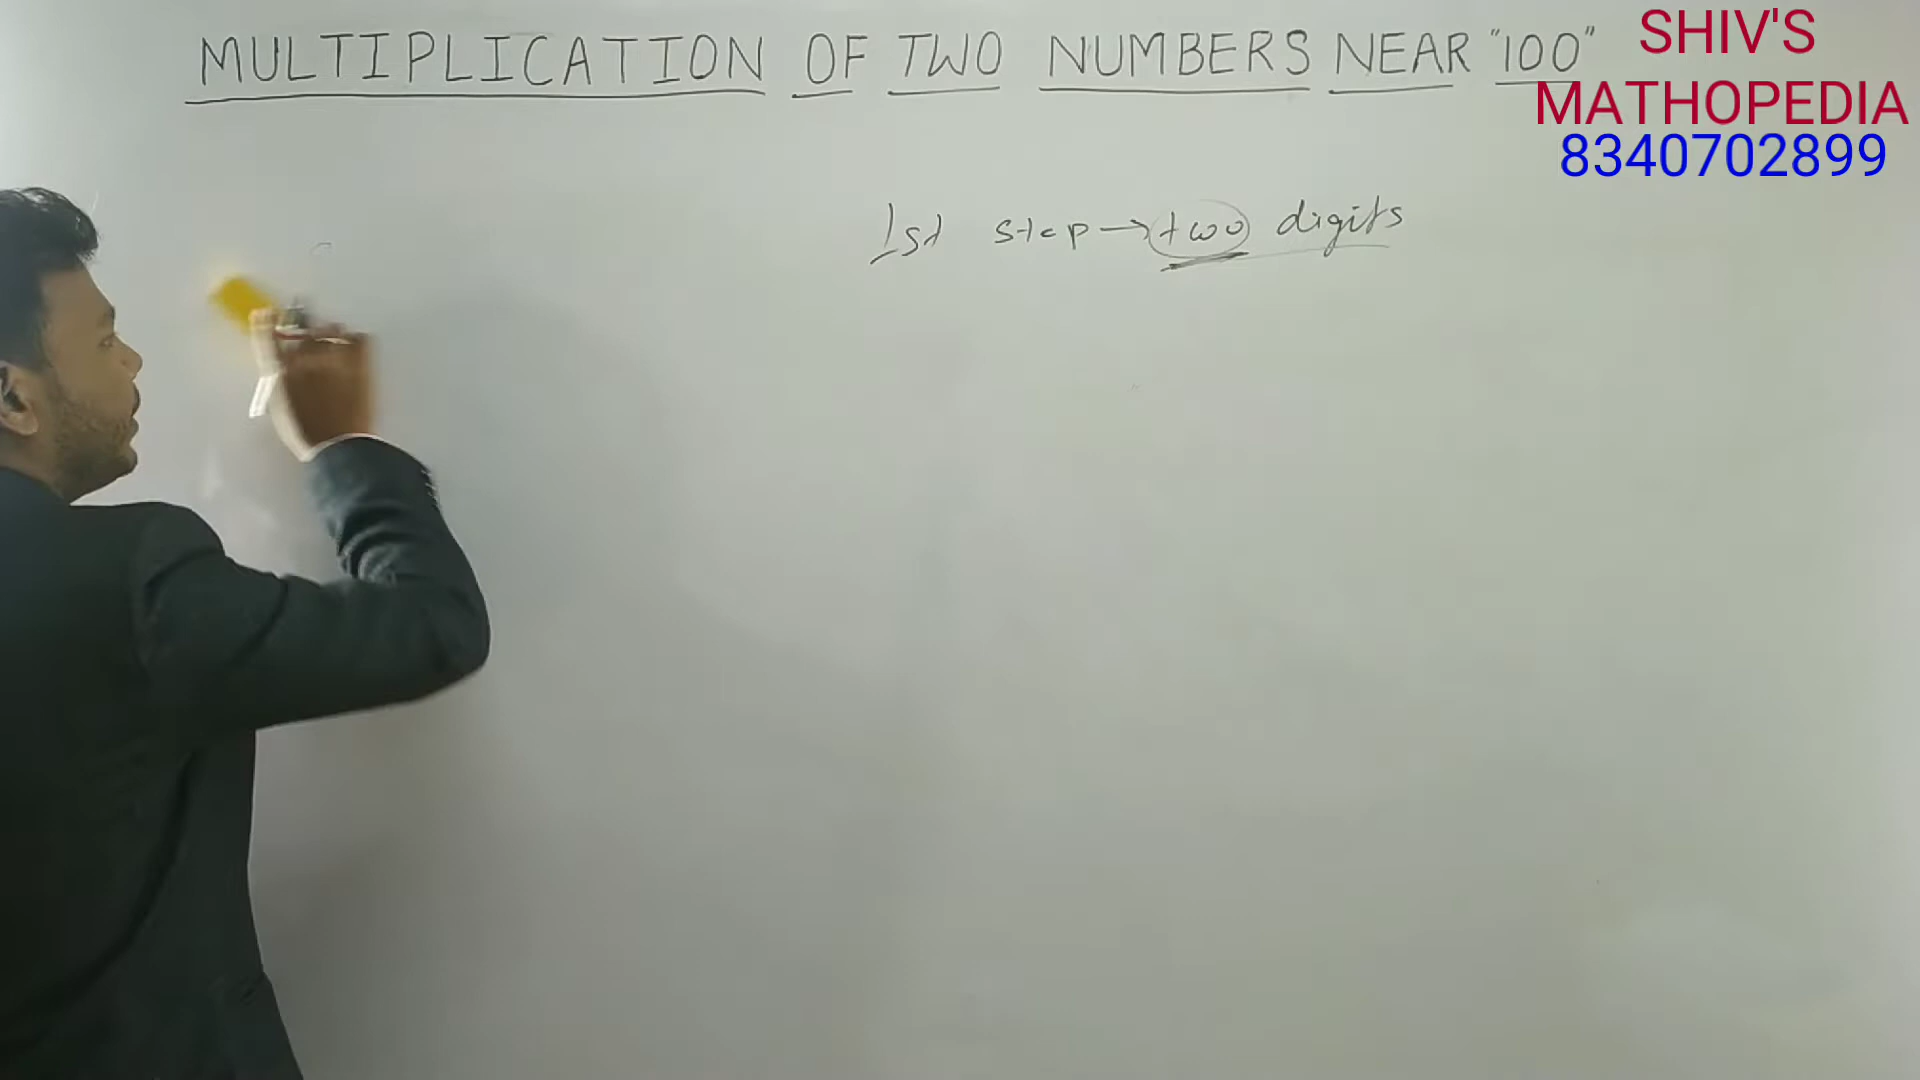 MULTIPLICATION OF TWO NUMBERS NEAR "100"
SHIV'S
MATHOPEDIA
8340702899
1st step → two digits